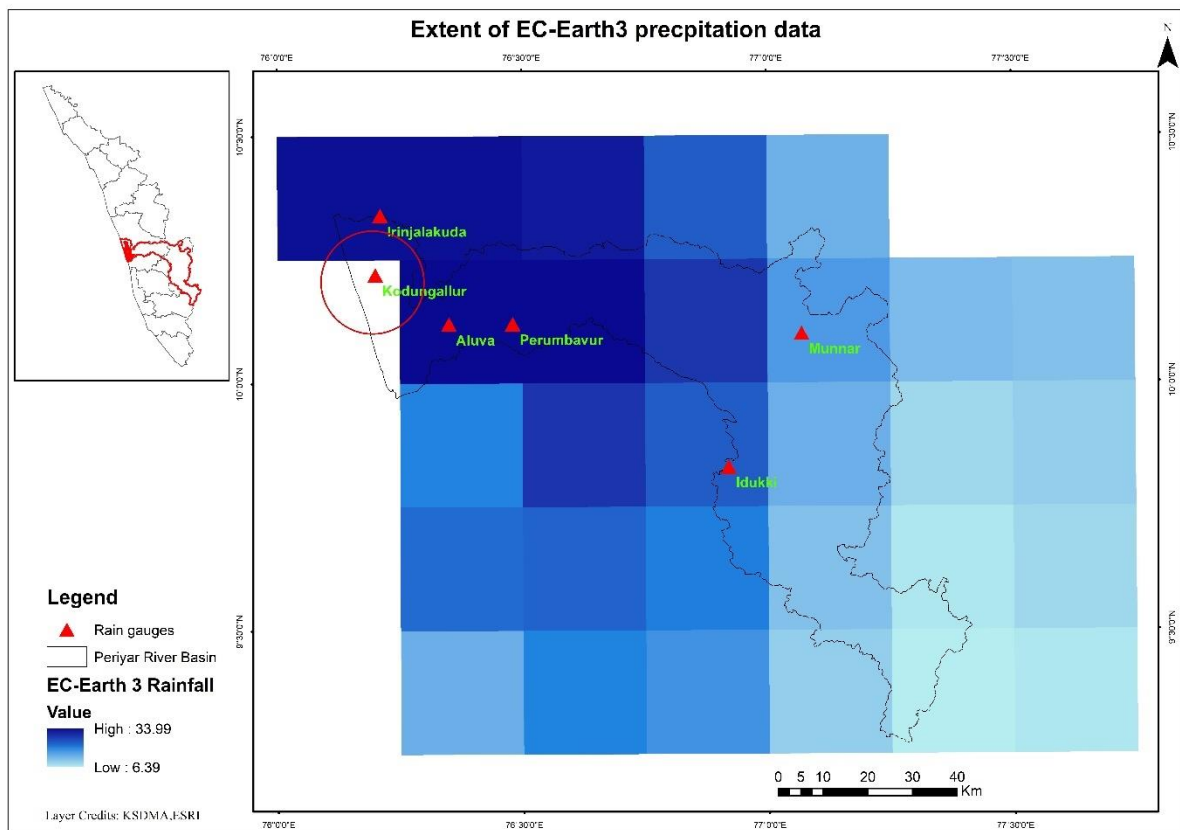 Extent of EC-Earth3 precpitation data
N
76°0'0"E
76°30'0"E
77°0'0"E
77°30'0"E
10°30'0"N
10°30'0"N
Irinjalakuda
Kodungallur
Aluva
Perumbavur
Munnar
10°0'0"N
10°0'0"N
Idukki
9°30'0"N
9°30'0"N
Legend
Rain gauges
Periyar River Basin
EC-Earth 3 Rainfall
Value
High : 33.99
Low : 6.39
0 5 10 20 30 40
Km
Layer Credits: KSDMA,ESRI
76°0'0"E
76°30'0"E
77°0'0"E
77°30'0"E